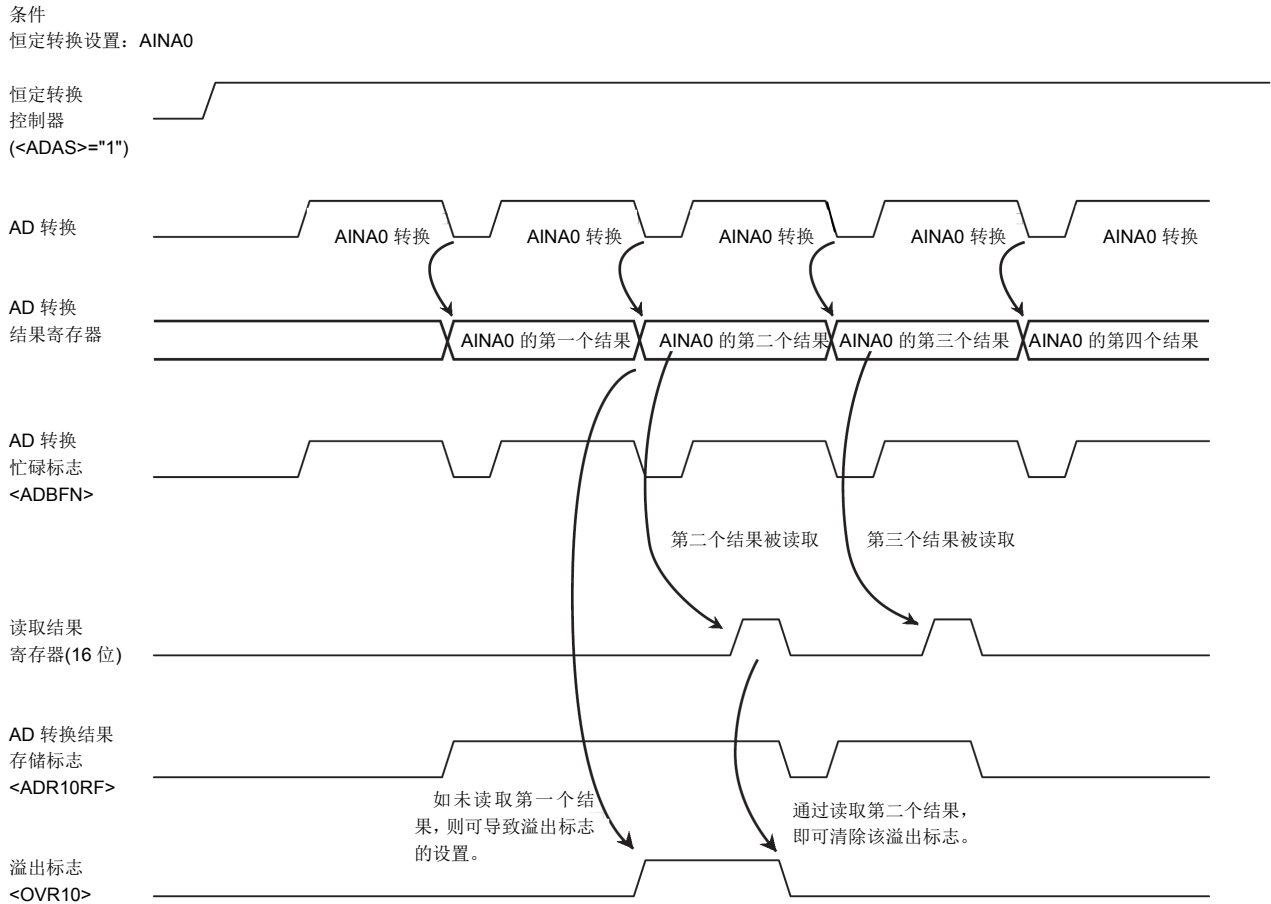 条件
恒定转换设置：AINA0
恒定转换
控制器
(<ADAS>="1")
AD 转换
AINA0 转换
AINA0 转换
AINA0 转换
AINA0 转换
AINA0 转换
AD 转换
结果寄存器
AINA0 的第一个结果
AINA0 的第二个结果
AINA0 的第三个结果
AINA0 的第四个结果
AD 转换
忙碌标志
<ADBFN>
第二个结果被读取
第三个结果被读取
读取结果
寄存器(16 位)
AD 转换结果
存储标志
<ADR10RF>
如未读取第一个结
果，则可导致溢出标志
的设置。
通过读取第二个结果，
即可清除该溢出标志。
溢出标志
<OVR10>